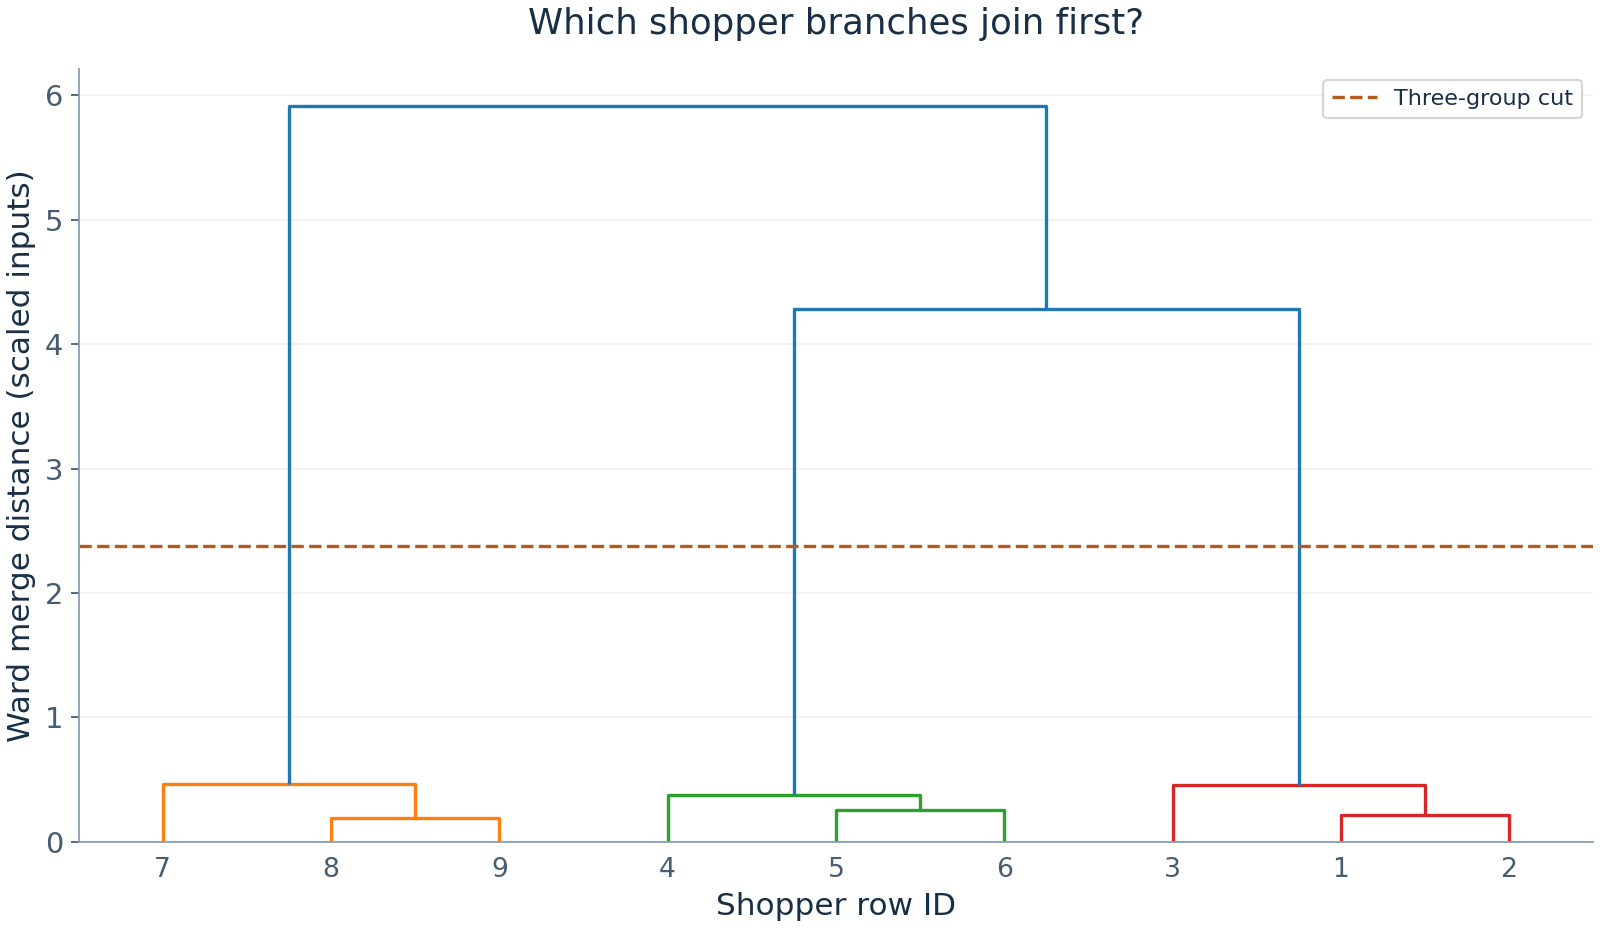 Which shopper branches join first?
Three-group cut
Ward merge distance (scaled inputs)
6
5
4
3
2
1
0
7 8 9 4 5 6 3 1 2
Shopper row ID